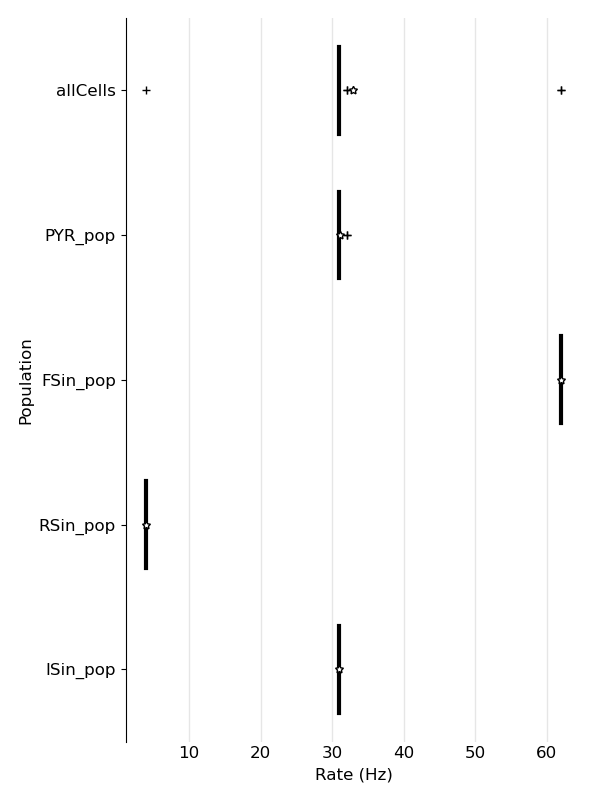 allCells
PYR_pop
FSin_pop
RSin_pop
ISin_pop
Population
10 20 30 40 50 60
Rate (Hz)